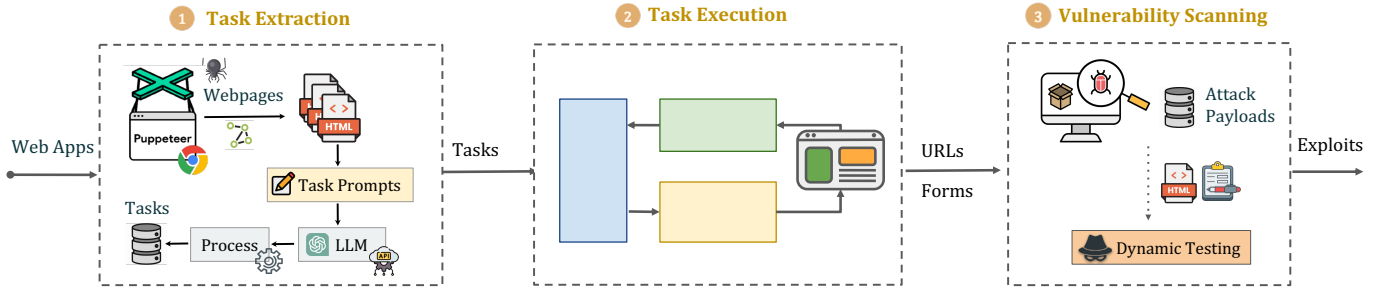 1 Task Extraction
2 Task Execution
3 Vulnerability Scanning
Web Apps
Puppeteer
Webpages
< >
< >
HTML
Task Prompts
Tasks
Process
LLM
API
Tasks
URLs
Forms
Attack
Payloads
< >
HTML
Dynamic Testing
Exploits